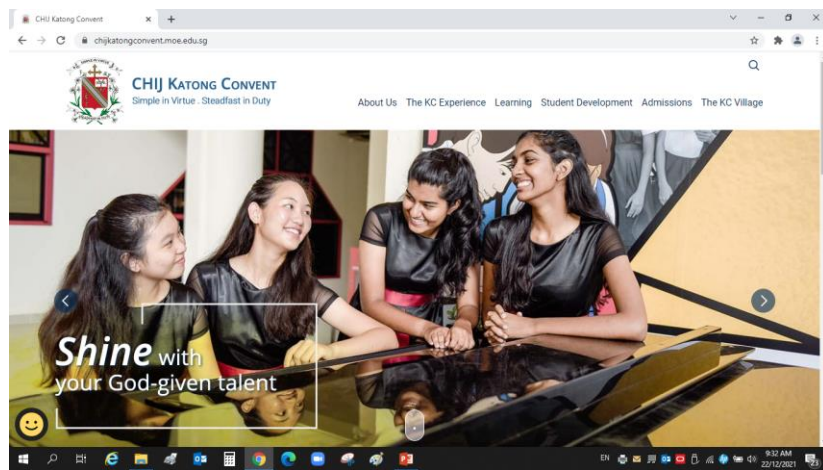 CHIJ Katong Convent
chijkatongconvent.moe.edu.sg
CHIJ KATONG CONVENT
Simple in Virtue . Steadfast in Duty
About Us The KC Experience Learning Student Development Admissions The KC Village
Shine with
your God-given talent
EN
9:32 AM
22/12/2021